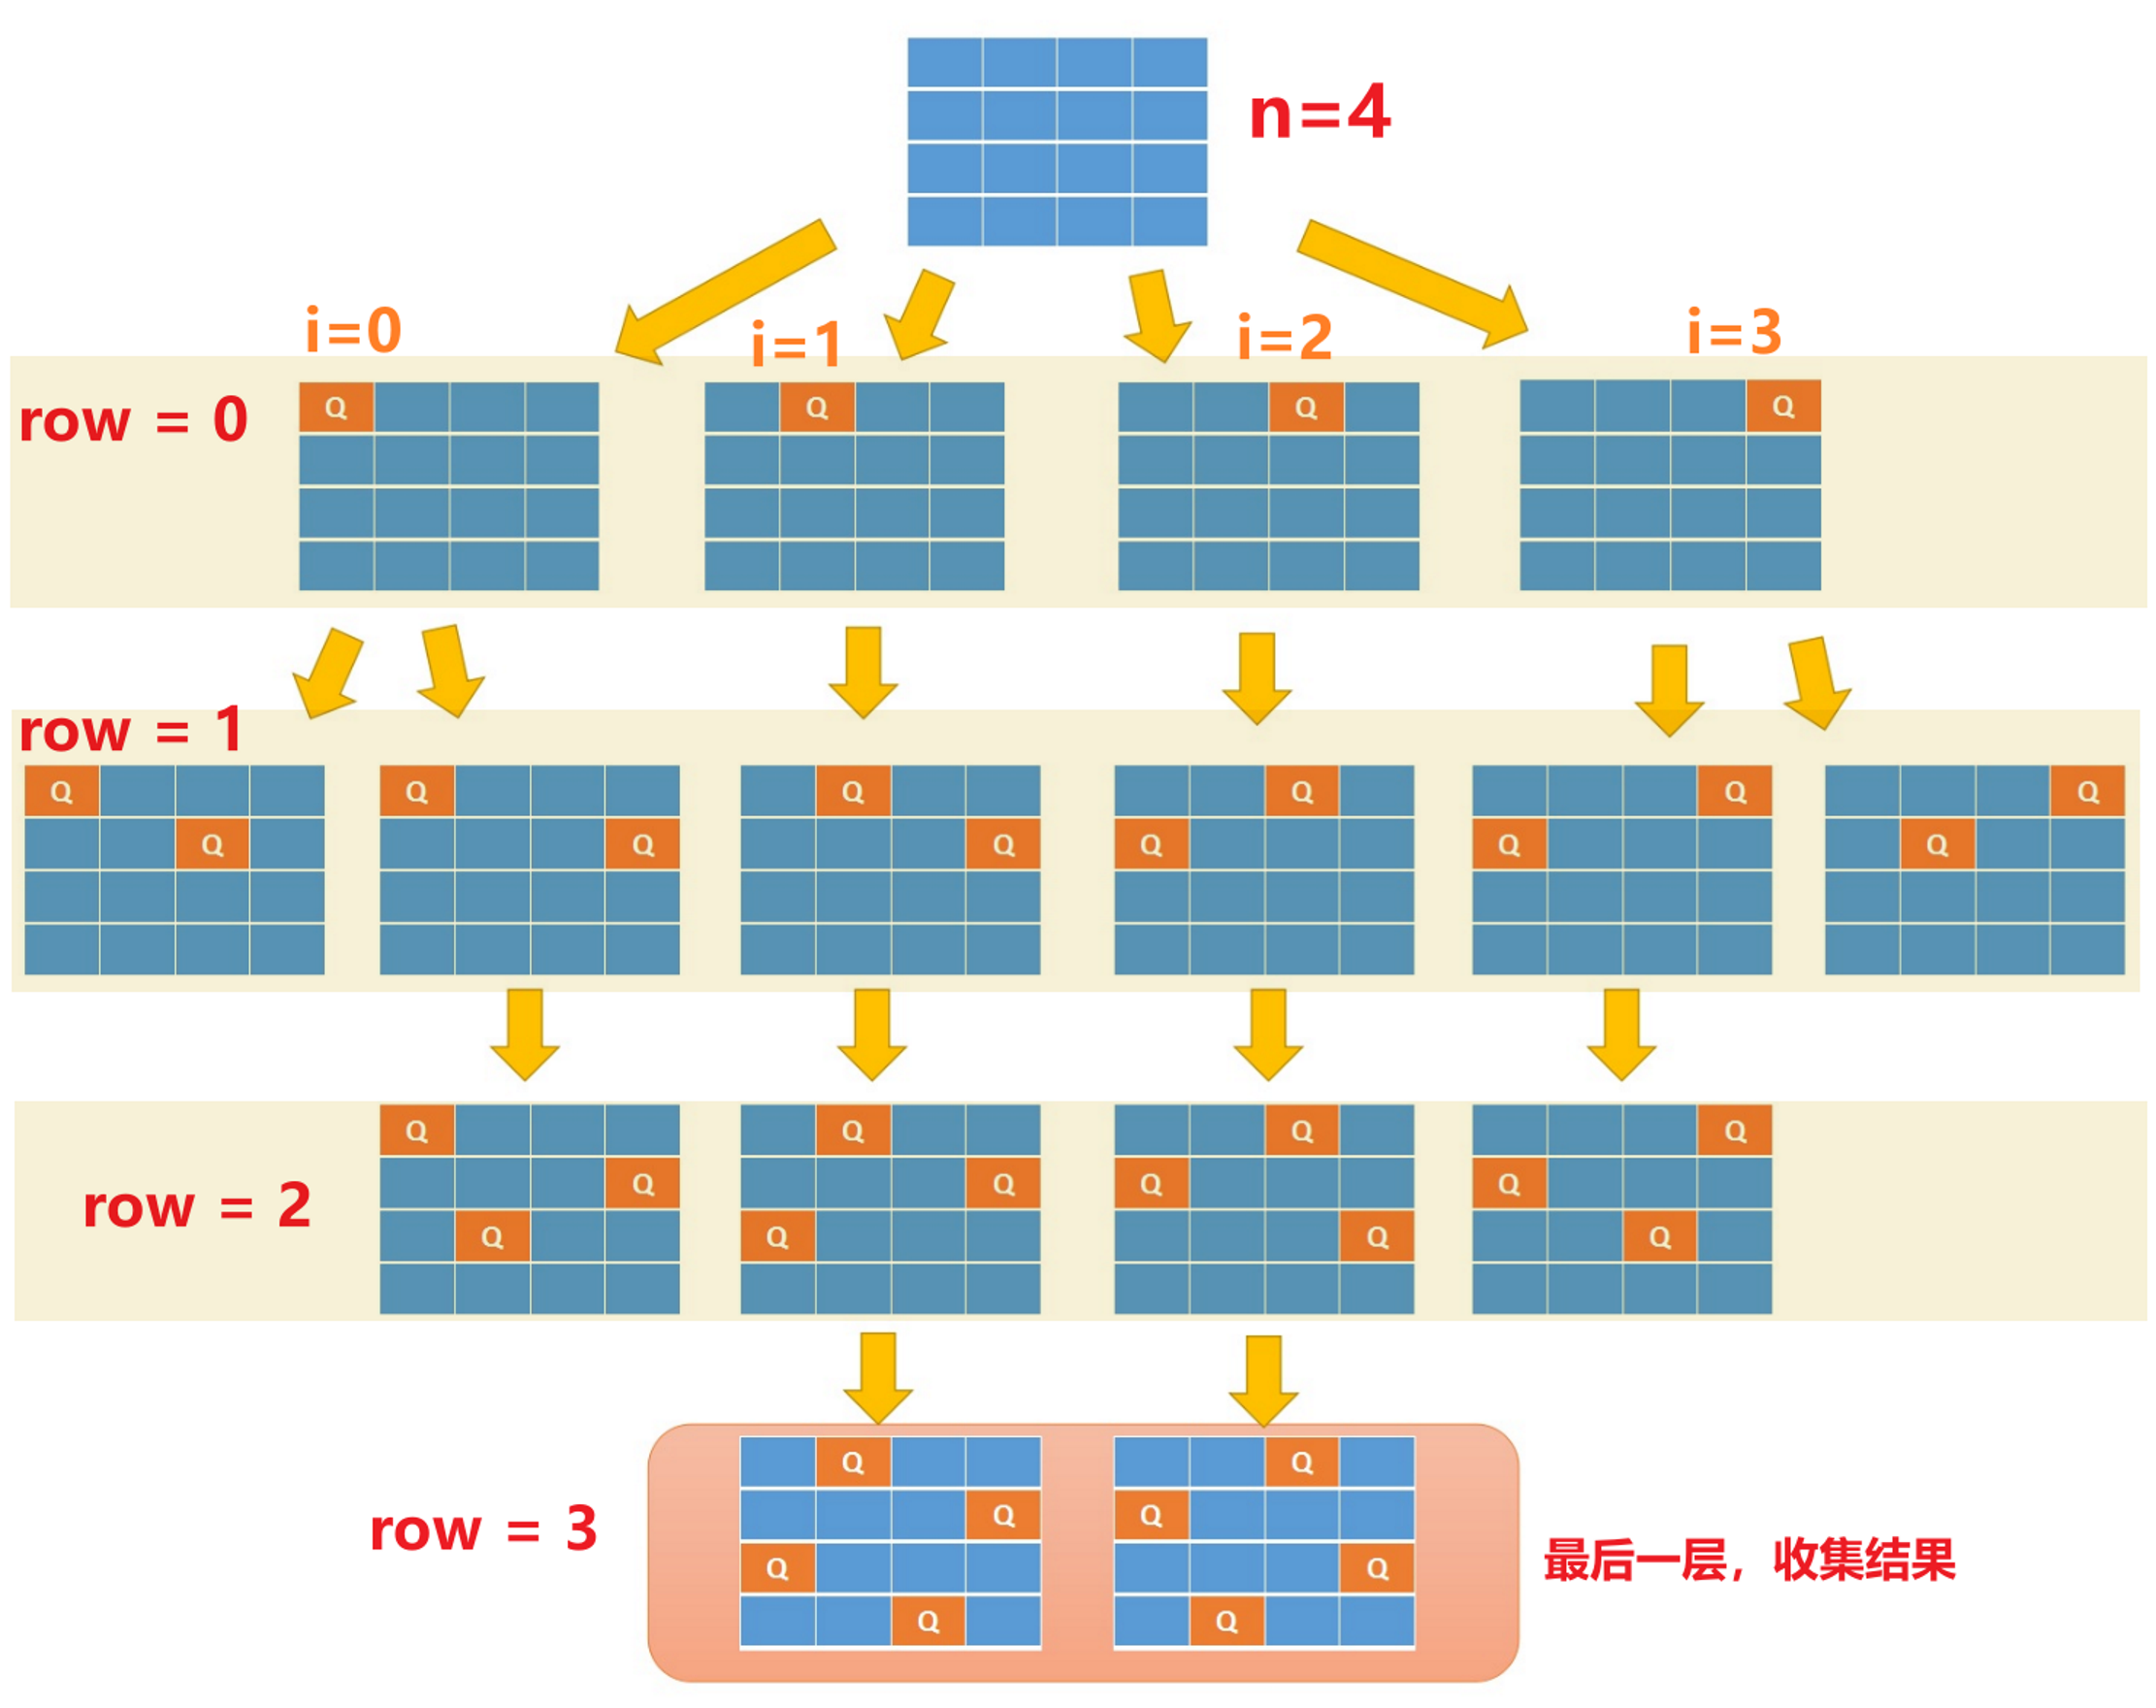 n=4
i=0
i=1
i=2
i=3
row = 0
Q Q Q Q
row = 1
Q Q Q Q Q Q
Q Q Q Q Q Q
row = 2
Q Q Q Q
Q Q Q Q
Q Q Q Q
row = 3
Q Q
Q Q
Q Q
Q Q
最后一层,收集结果